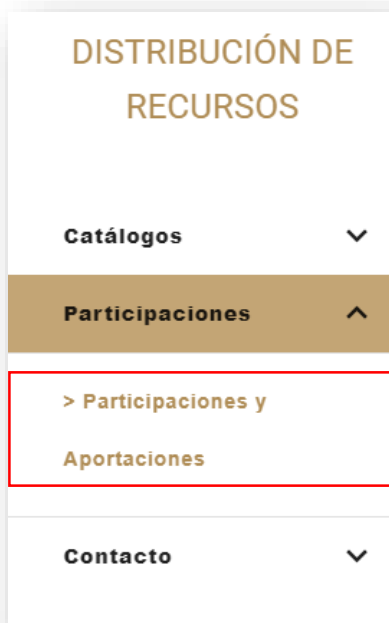 DISTRIBUCIÓN DE
RECURSOS
Catálogos
Participaciones
> Participaciones y
Aportaciones
Contacto